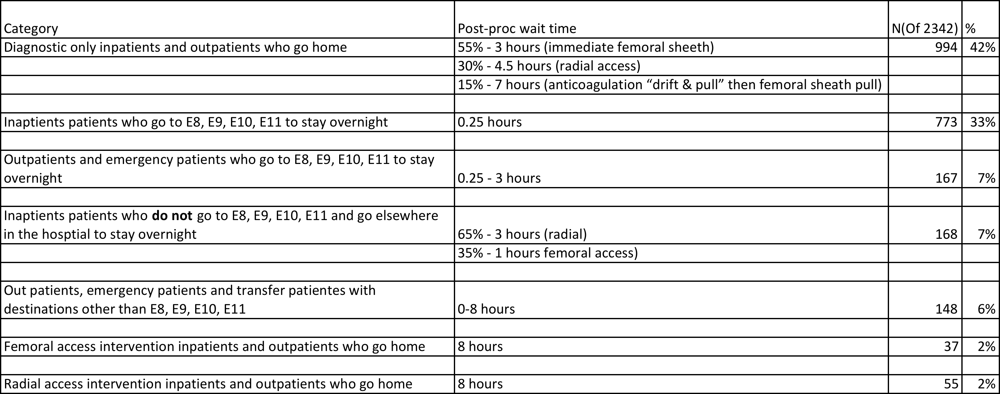 Category Post-proc wait time N(Of 2342) %
Diagnostic only inpatients and outpatients who go home 55% - 3 hours (immediate femoral sheeth) 994 42%
30% - 4.5 hours (radial access)
15% - 7 hours (anticoagulation “drift & pull” then femoral sheath pull)
Inaptients patients who go to E8, E9, E10, E11 to stay overnight 0.25 hours 773 33%
Outpatients and emergency patients who go to E8, E9, E10, E11 to stay
overnight 0.25 - 3 hours 167 7%
Inaptients patients who do not go to E8, E9, E10, E11 and go elsewhere
in the hosptial to stay overnight 65% - 3 hours (radial) 168 7%
35% - 1 hours femoral access)
Out patients, emergency patients and transfer patientes with
destinations other than E8, E9, E10, E11 0-8 hours 148 6%
Femoral access intervention inpatients and outpatients who go home 8 hours 37 2%
Radial access intervention inpatients and outpatients who go home 8 hours 55 2%